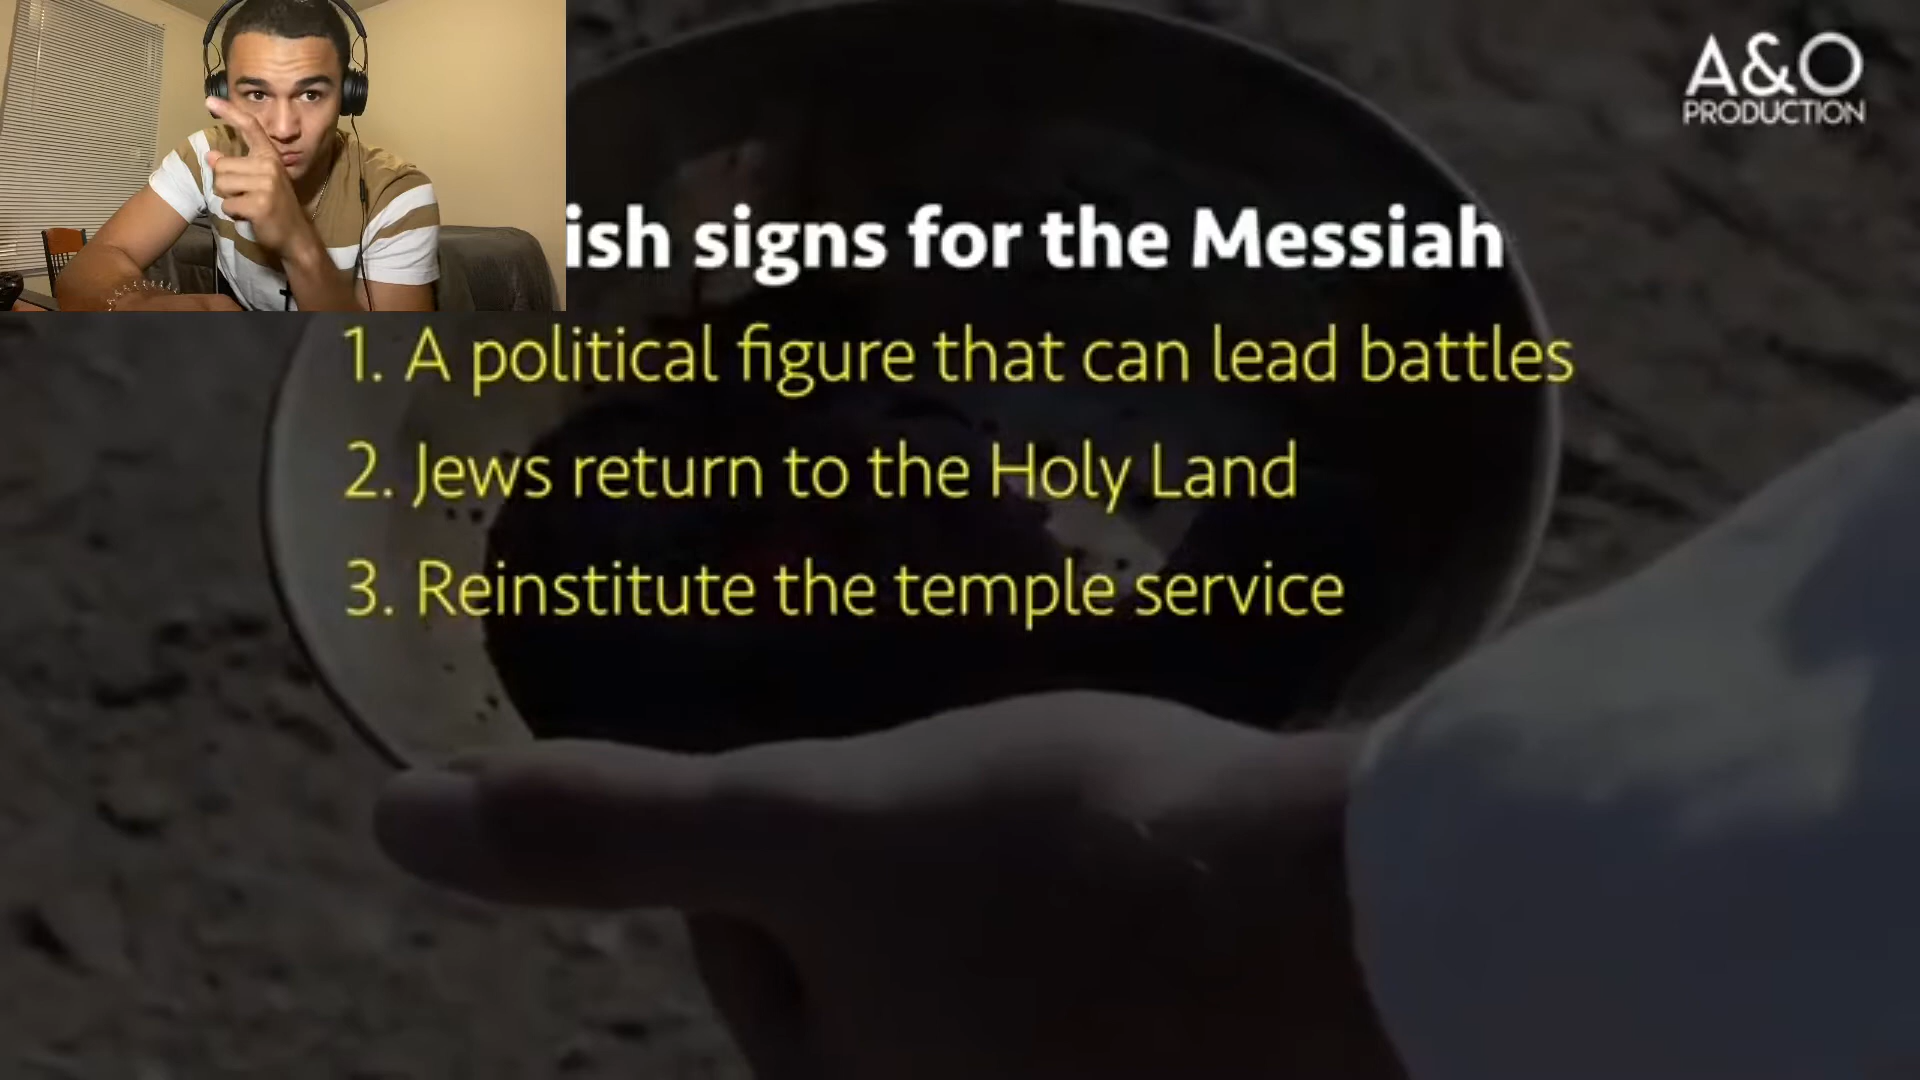 A&O
PRODUCTION
ish signs for the Messiah
1. A political figure that can lead battles
2. Jews return to the Holy Land
3. Reinstitute the temple service